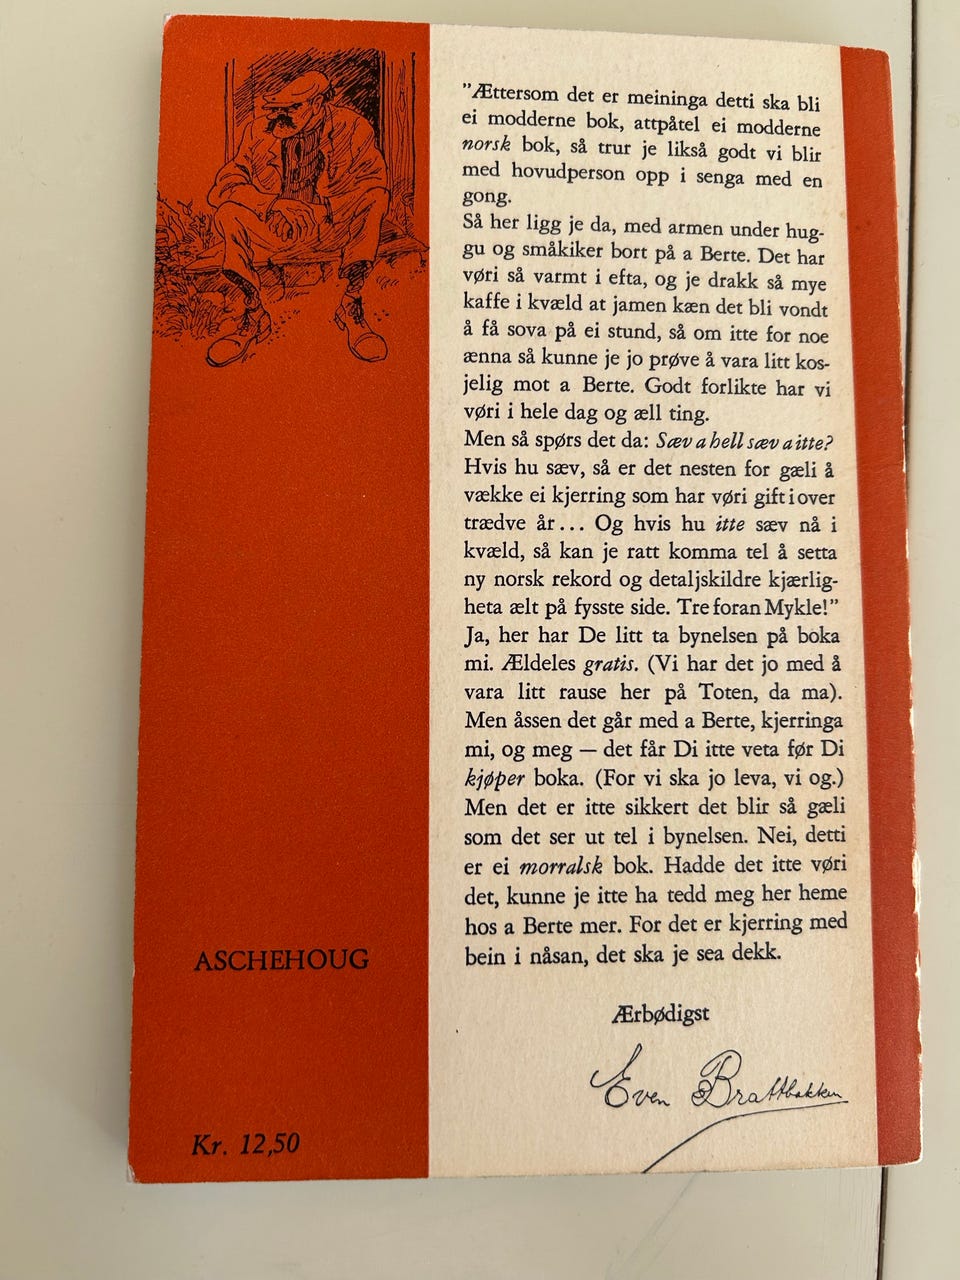 ”Ættersom det er meininga detti ska bli
ei modderne bok, attpåtel ei modderne
norsk bok, så trur je likså godt vi blir
med hovudperson opp i senga med en
gong.
Så her ligg je da, med armen under hug-
gu og småkiker bort på a Berte. Det har
vøri så varmt i efta, og je drakk så mye
kaffe i kvæld at jamen kæn det bli vondt
å få sova på ei stund, så om itte for noe
ænna så kunne je jo prøve å vara litt kos-
jelig mot a Berte. Godt forlikte har vi
vøri i hele dag og æll ting.
Men så spørs det da: Sæv a hell sæv a itte?
Hvis hu sæv, så er det nesten for gæli å
vække ei kjerring som har vøri gift i over
trædve år... Og hvis hu itte sæv nå i
kvæld, så kan je ratt komma tel å setta
ny norsk rekord og detaljskildre kjærlig-
heta ælt på fysste side. Tre foran Mykle!”
Ja, her har De litt ta bynelsen på boka
mi. Ældeles gratis. (Vi har det jo med å
vara litt rause her på Toten, da ma).
Men åssen det går med a Berte, kjerringa
mi, og meg — det får Di itte veta før Di
kjøper boka. (For vi ska jo leva, vi og.)
Men det er itte sikkert det blir så gæli
som det ser ut tel i bynelsen. Nei, detti
er ei morralsk bok. Hadde det itte vøri
det, kunne je itte ha tedd meg her heme
hos a Berte mer. For det er kjerring med
bein i nåsan, det ska je sea dekk.
Ærbødigst
Even Brattbakken
ASCHEHOUG
Kr. 12,50